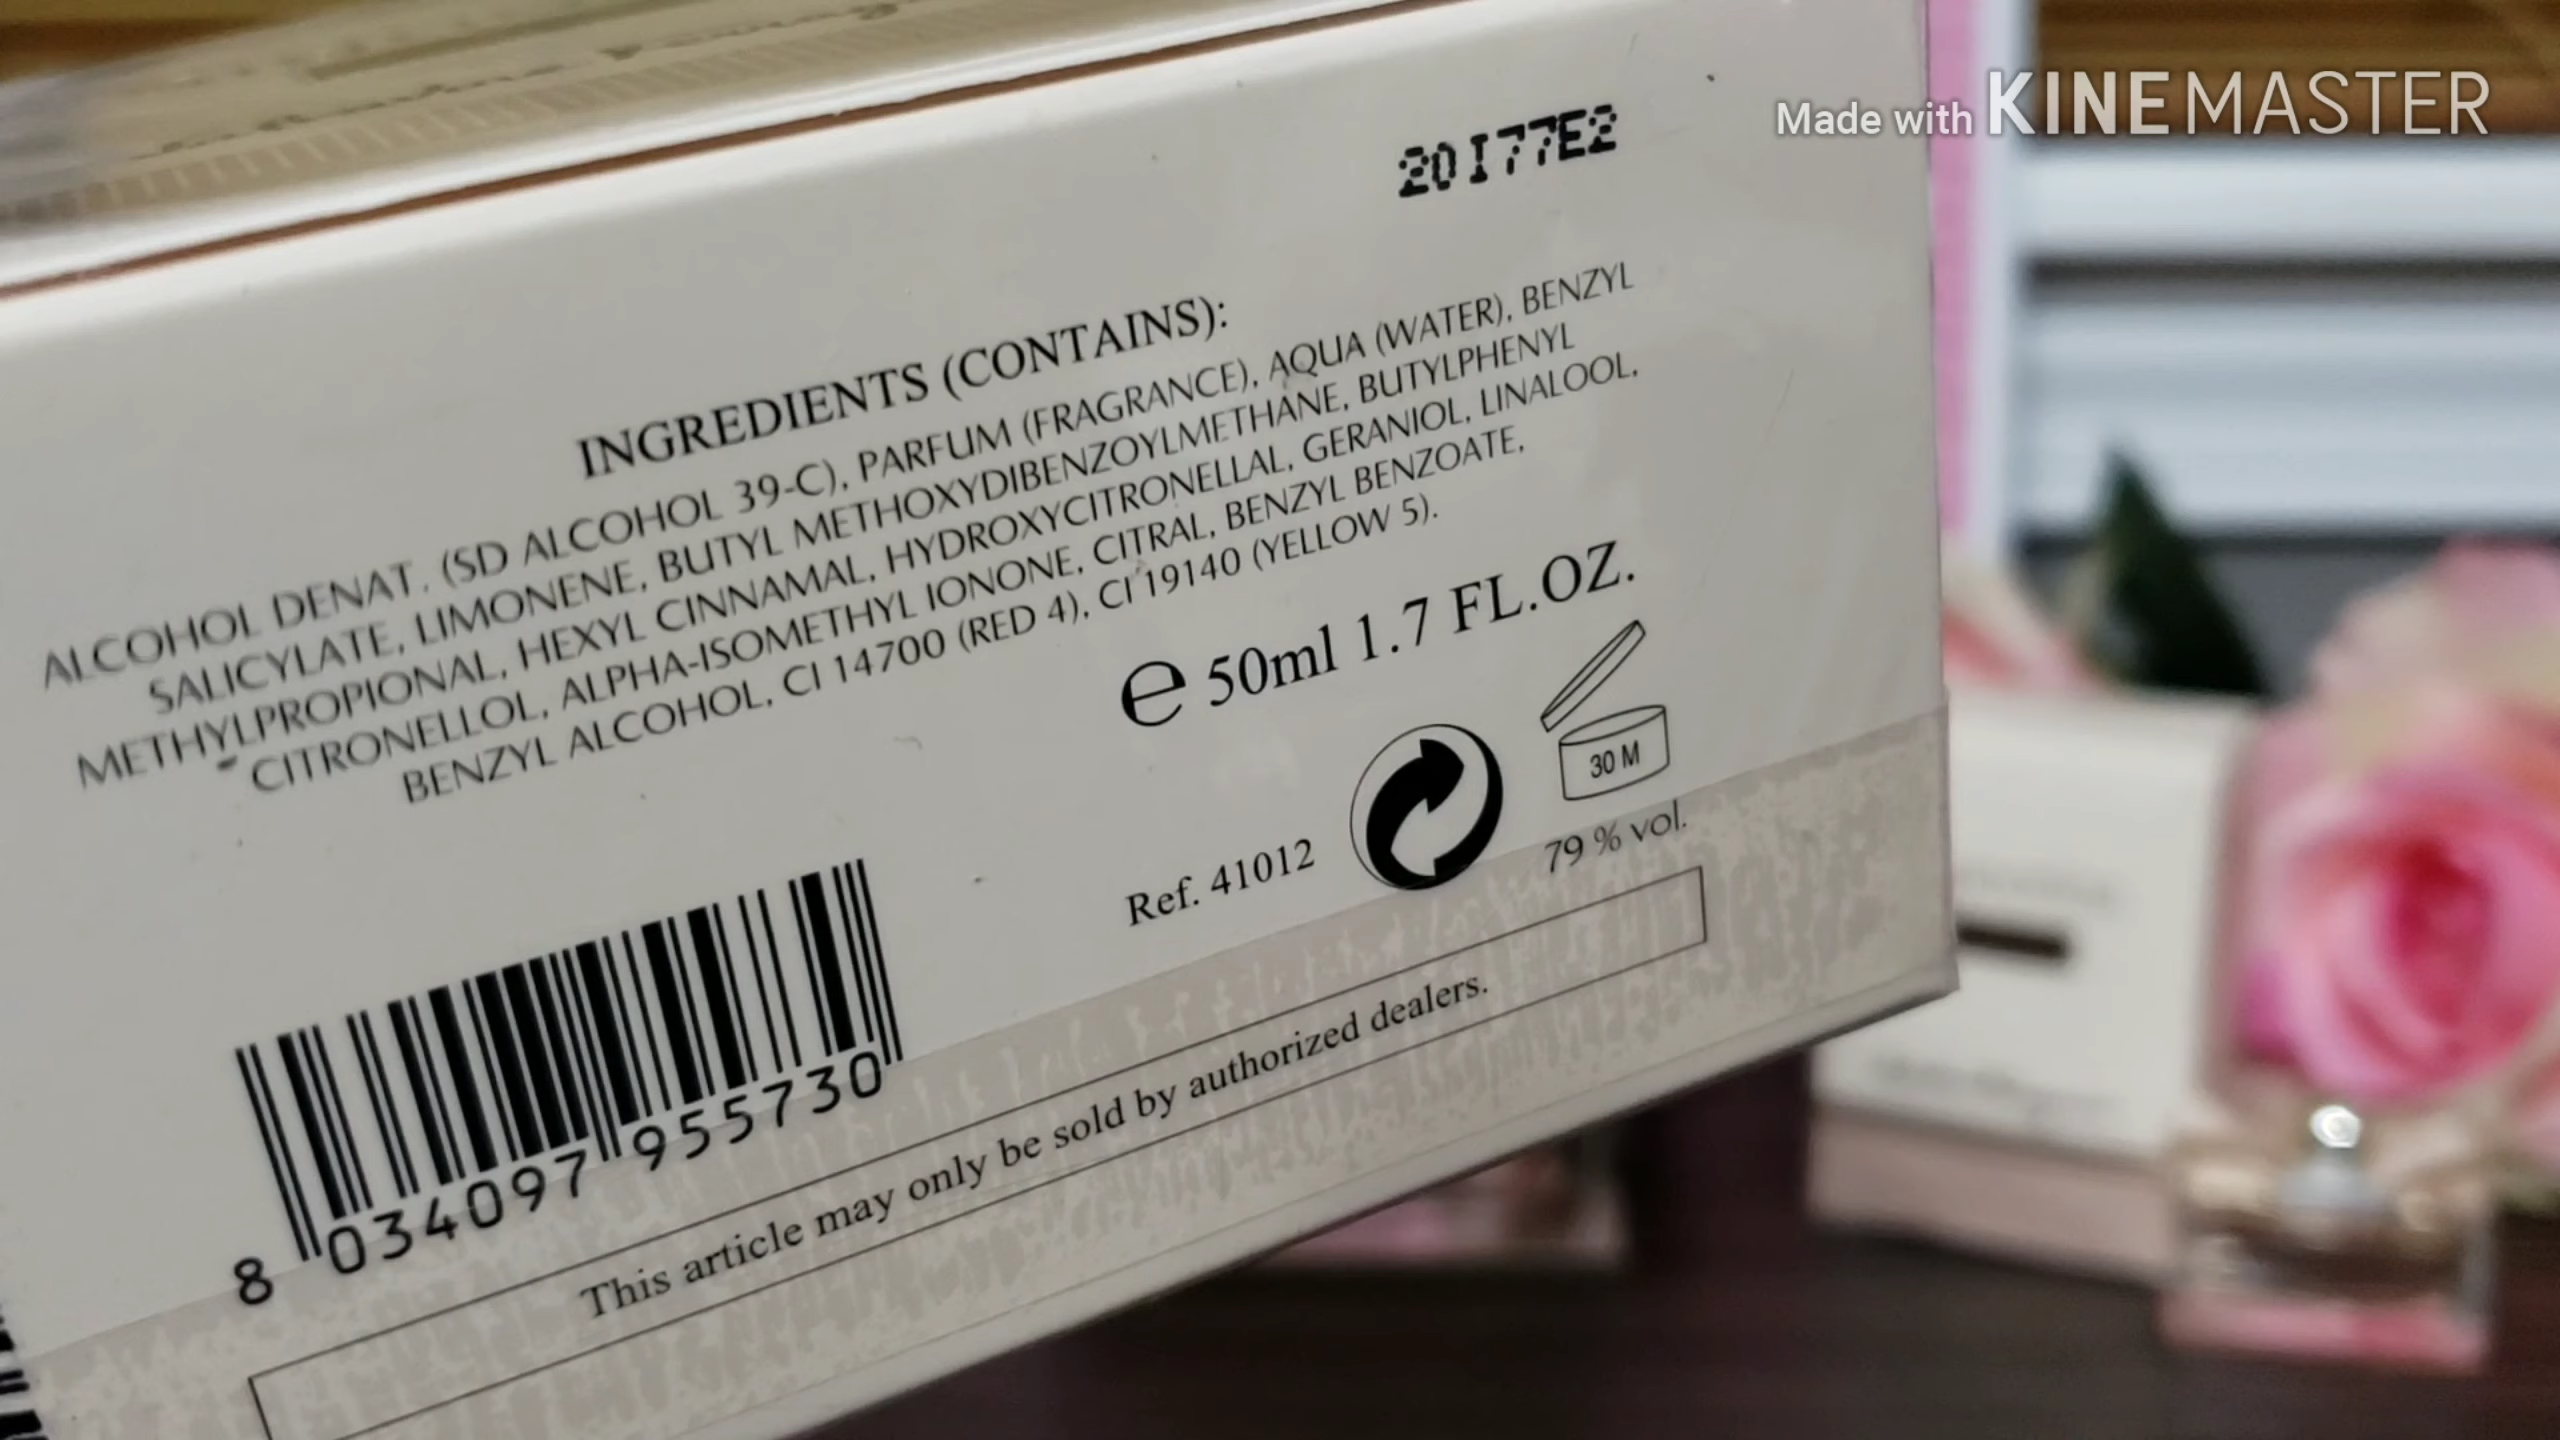 Made with KINEMASTER
20I77E2
INGREDIENTS (CONTAINS):
ALCOHOL DENAT. (SD ALCOHOL 39-C), PARFUM (FRAGRANCE), AQUA (WATER), BENZYL
SALICYLATE, LIMONENE, BUTYL METHOXYDIBENZOYLMETHANE, BUTYLPHENYL
METHYLPROPIONAL, HEXYL CINNAMAL, HYDROXYCITRONELLAL, GERANIOL, LINALOOL,
CITRONELLOL, ALPHA-ISOMETHYL IONONE, CITRAL, BENZYL BENZOATE,
BENZYL ALCOHOL, CI 14700 (RED 4), CI 19140 (YELLOW 5).
e 50ml 1.7 FL.OZ.
30 M
Ref. 41012
79 % vol.
8 034097 955730
This article may only be sold by authorized dealers.